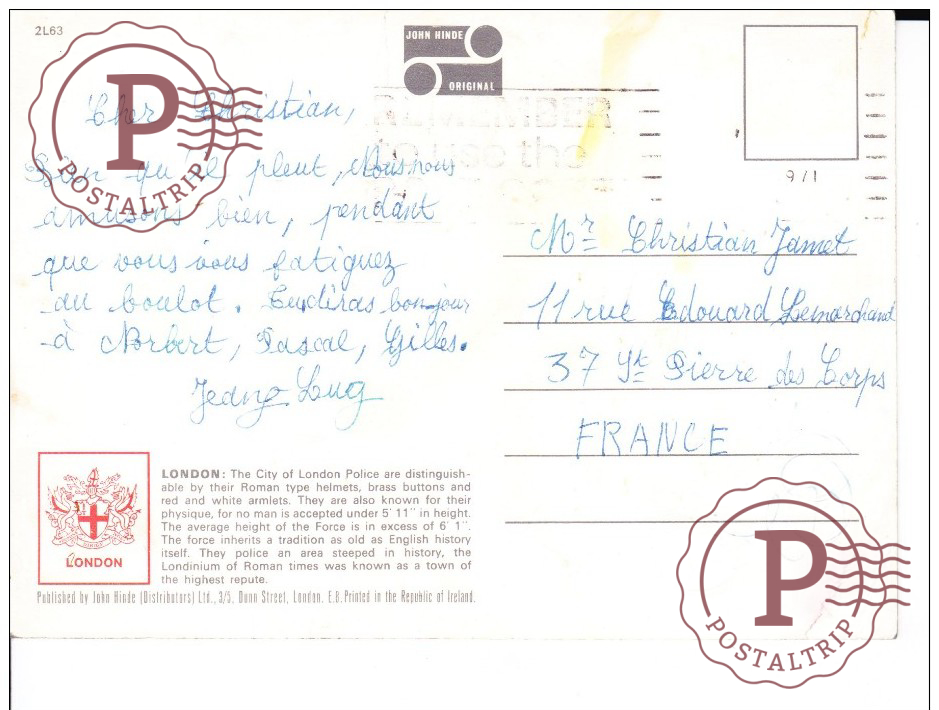 2L63
JOHN HINDE
ORIGINAL
REMEMBER
to use the
Cher Christian,
Bien qu'il pleut, Nous nous
amusons bien, pendant
que vous vous fatiguez
au boulot. Tu diras bonjour
à Norbert, Pascal, Gilles.
9/1
Mr Christian Jamet
11 rue Edouard Lemarchand
37 St Pierre des Corps
FRANCE
LONDON
LONDON: The City of London Police are distinguish-
able by their Roman type helmets, brass buttons and
red and white armlets. They are also known for their
physique, for no man is accepted under 5' 11" in height.
The average height of the Force is in excess of 6' 1".
The force inherits a tradition as old as English history
itself. They police an area steeped in history, the
Londinium of Roman times was known as a town of
the highest repute.
Published by John Hinde (Distributors) Ltd., 3/5, Dunn Street, London, E.8. Printed in the Republic of Ireland.
P
POSTALTRIP
P
POSTALTRIP